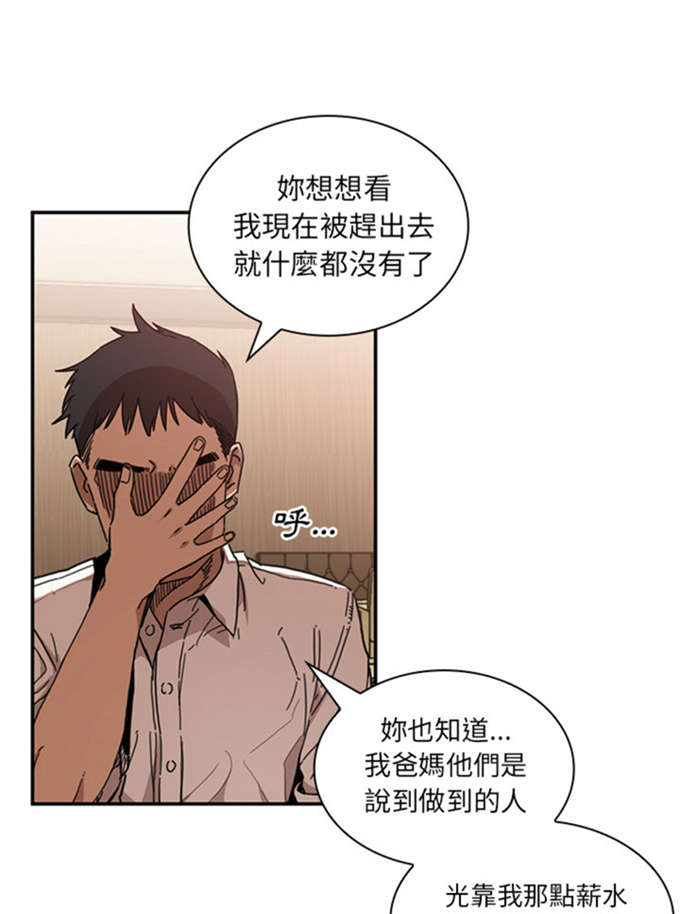 妳想想看
我現在被趕出去
就什麼都沒有了
呼...
妳也知道...
我爸媽他們是
說到做到的人
光靠我那點薪水